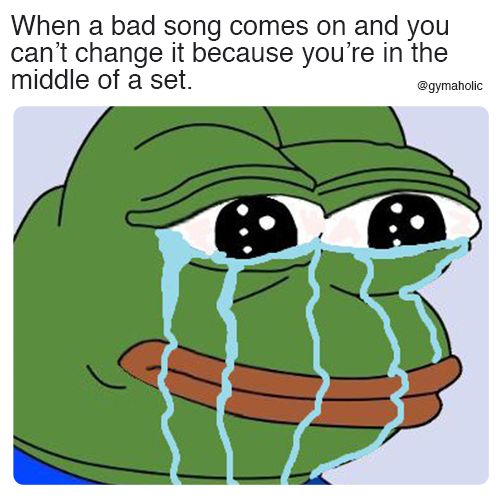 When a bad song comes on and you
can’t change it because you’re in the
middle of a set.
@gymaholic